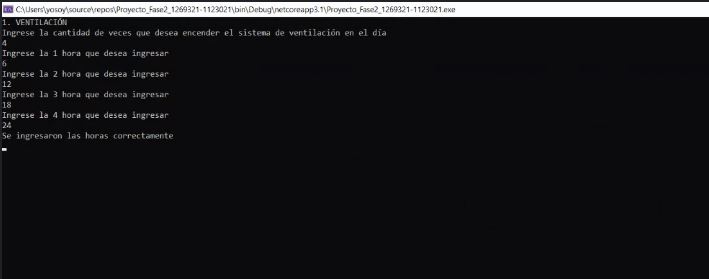 C:\Users\yosoy\source\repos\Proyecto_Fase2_1269321-1123021\bin\Debug\netcoreapp3.1\Proyecto_Fase2_1269321-1123021.exe
1. VENTILACIÓN
Ingrese la cantidad de veces que desea encender el sistema de ventilación en el día
4
Ingrese la 1 hora que desea ingresar
6
Ingrese la 2 hora que desea ingresar
12
Ingrese la 3 hora que desea ingresar
18
Ingrese la 4 hora que desea ingresar
24
Se ingresaron las horas correctamente